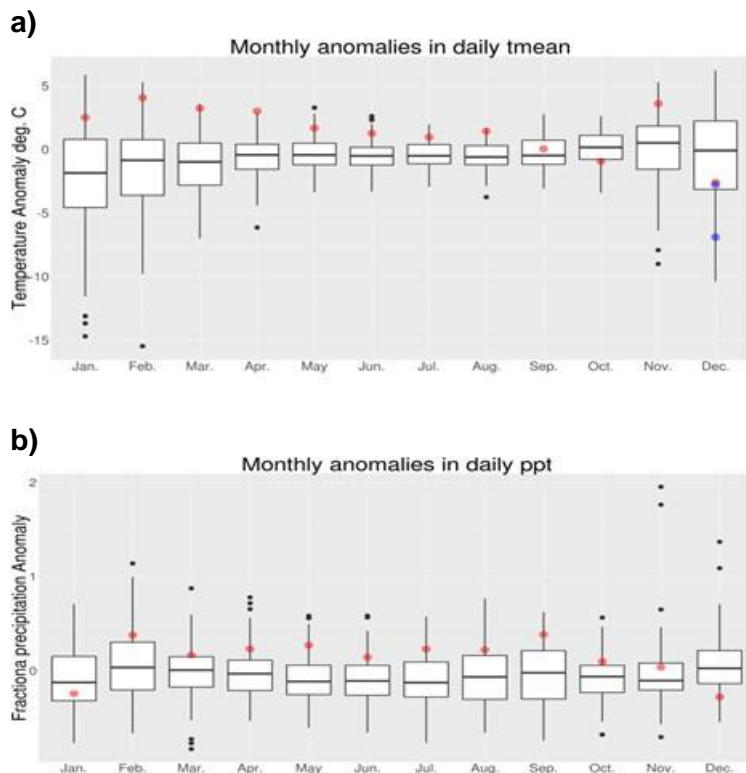 a)
Monthly anomalies in daily tmean
Temperature Anomaly deg. C
5
0
-5
-10
-15
Jan. Feb. Mar. Apr. May Jun. Jul. Aug. Sep. Oct. Nov. Dec.
b)
Monthly anomalies in daily ppt
Fractiona precipitation Anomaly
2
1
0
Jan. Feb. Mar. Apr. May Jun. Jul. Aug. Sep. Oct. Nov. Dec.